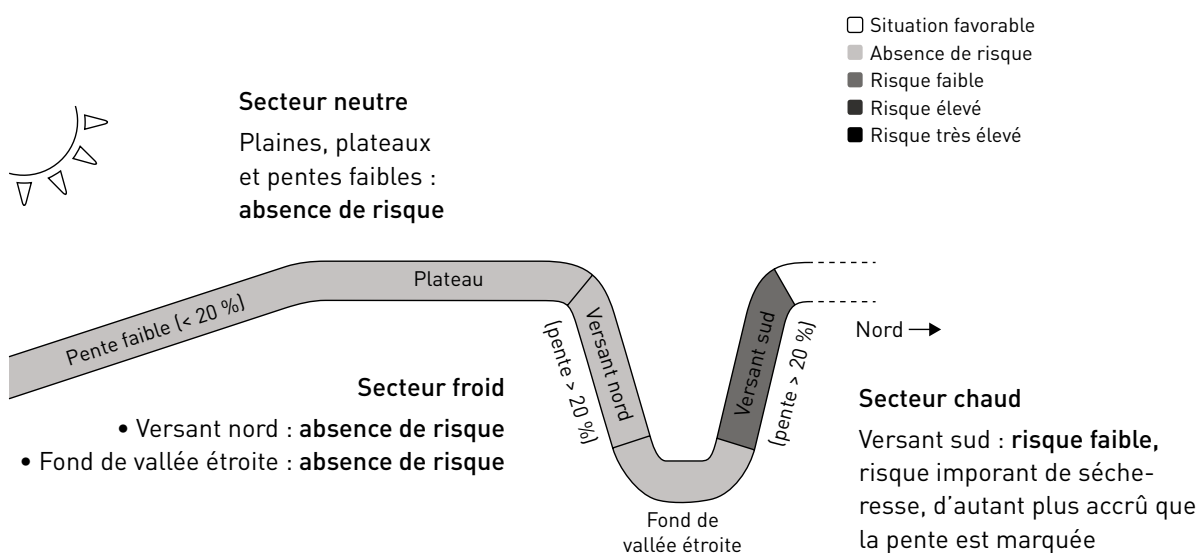 Situation favorable
Absence de risque
Risque faible
Risque élevé
Risque très élevé
Secteur neutre
Plaines, plateaux
et pentes faibles :
absence de risque
Plateau
Pente faible (< 20 %)
Versant nord
(pente > 20 %)
Versant sud
(pente > 20 %)
Nord
Secteur froid
• Versant nord : absence de risque
• Fond de vallée étroite : absence de risque
Fond de
vallée étroite
Secteur chaud
Versant sud : risque faible,
risque imporant de séche-
resse, d'autant plus accrû que
la pente est marquée